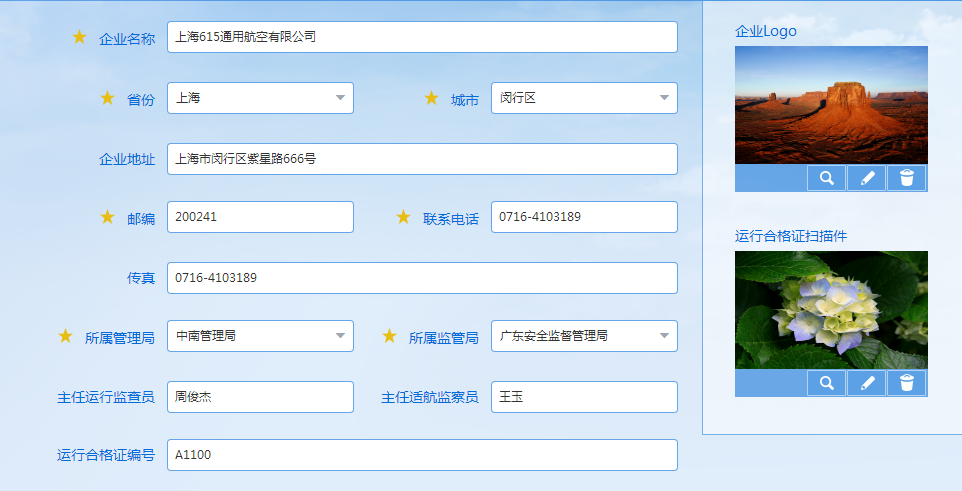 ★ 企业名称 上海615通用航空有限公司
★ 省份 上海 ★ 城市 闵行区
企业地址 上海市闵行区紫星路666号
★ 邮编 200241 ★ 联系电话 0716-4103189
传真 0716-4103189
★ 所属管理局 中南管理局 ★ 所属监管局 广东安全监督管理局
主任运行监查员 周俊杰 主任适航监察员 王玉
运行合格证编号 A1100
企业Logo
运行合格证扫描件